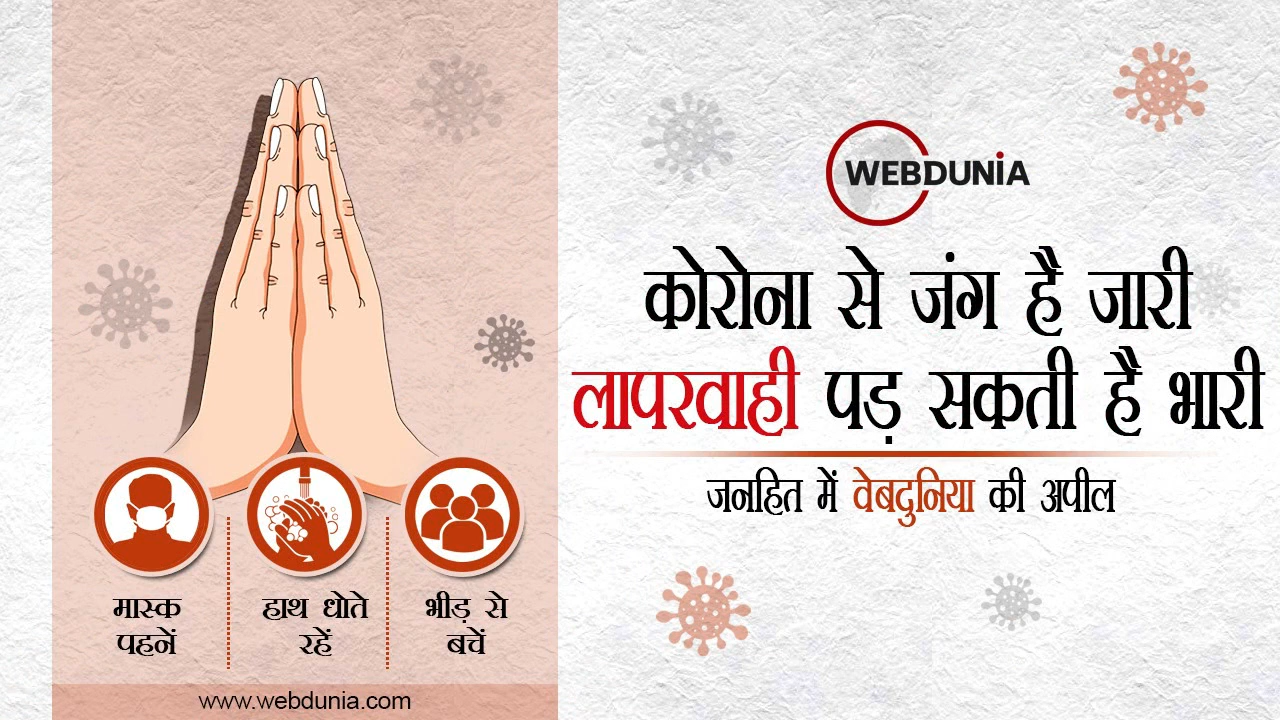 WEBDUNIA
कोरोना से जंग है जारी
लापरवाही पड़ सकती है भारी
जनहित में वेबदुनिया की अपील
मास्क पहनें
हाथ धोते रहें
भीड़ से बचें
www.webdunia.com